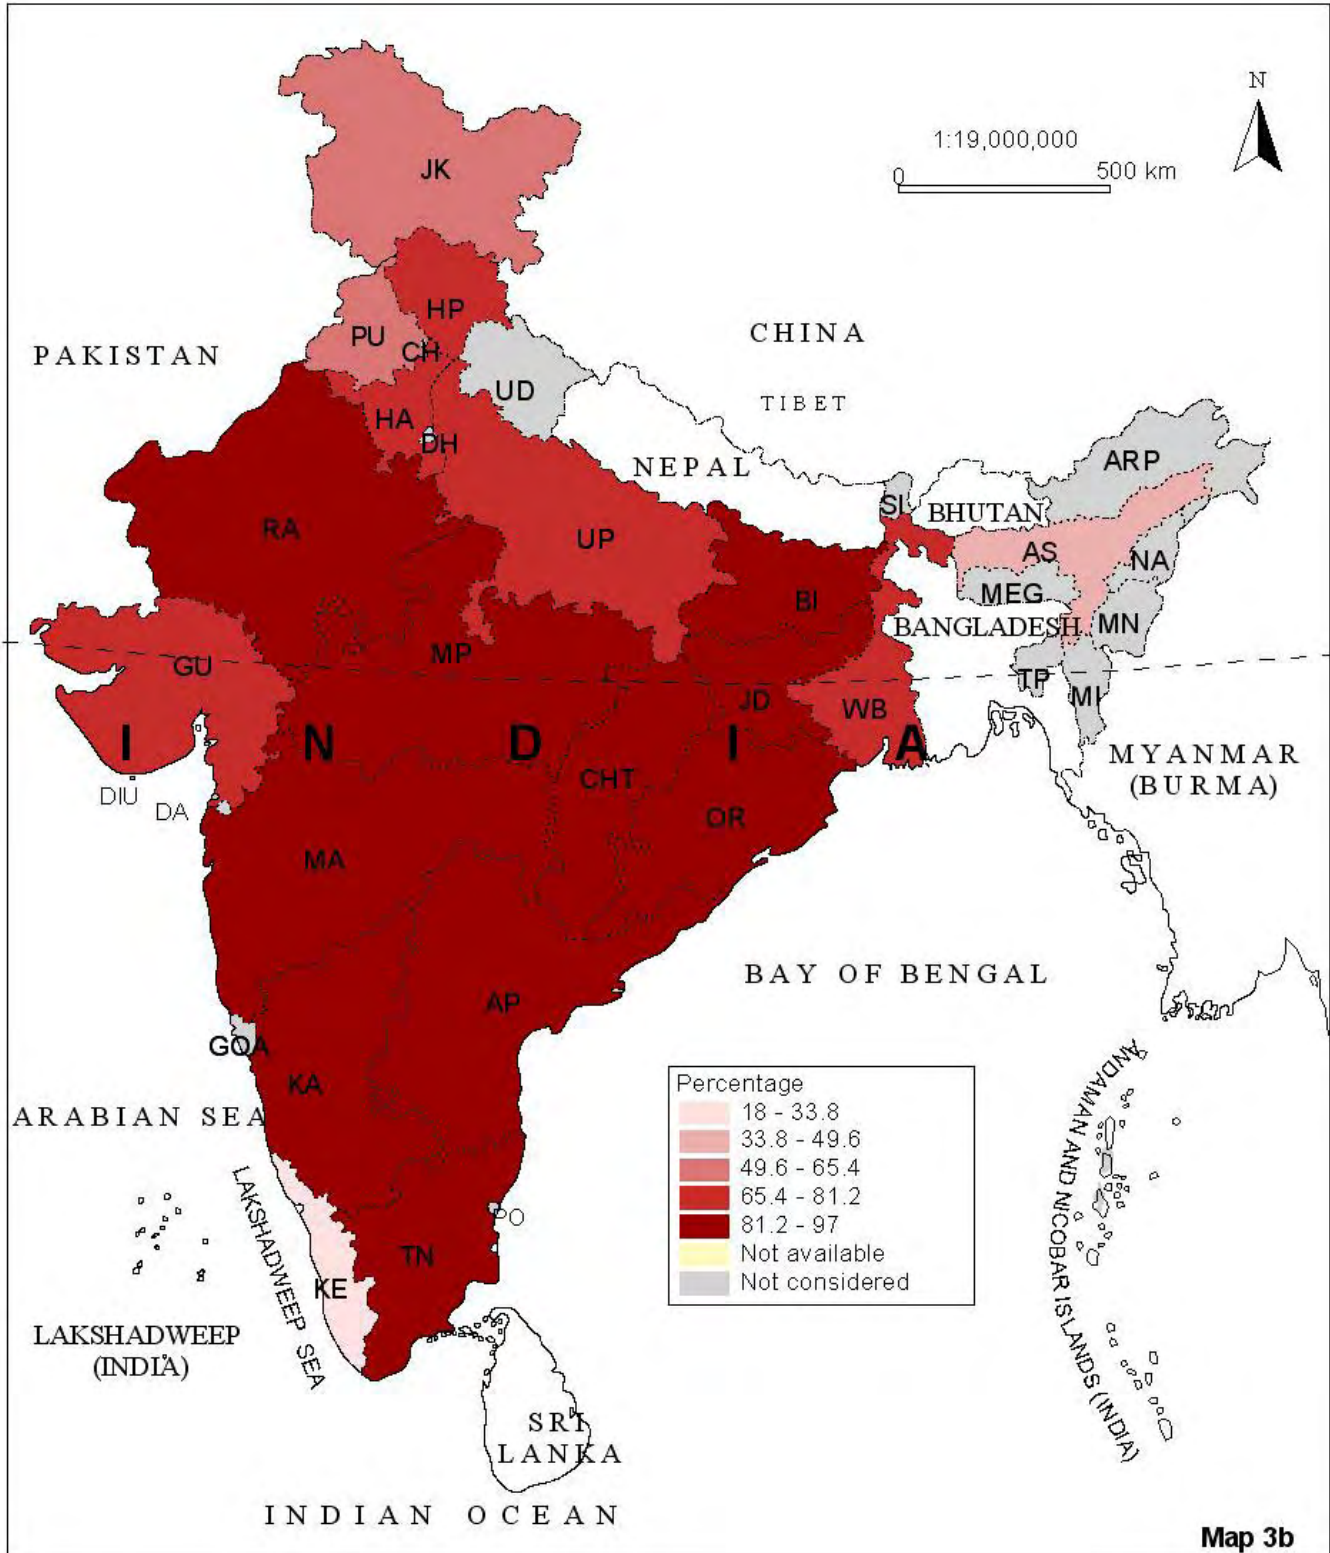 N
1:19,000,000
0
500 km
JK
HP
PU
CH
CHINA
PAKISTAN
UD
TIBET
HA
DH
NEPAL
ARP
SI
BHUTAN
RA
UP
AS
NA
MEG
BI
BANGLADESH
MN
MP
GU
TP
MI
JD
WB
I N D I A
MYANMAR
(BURMA)
CHT
DIU
DA
OR
MA
BAY OF BENGAL
AP
GOA
KA
ANDAMAN AND NICOBAR ISLANDS (INDIA)
ARABIAN SEA
Percentage
18 - 33.8
33.8 - 49.6
49.6 - 65.4
65.4 - 81.2
81.2 - 97
Not available
Not considered
LAKSHADWEEP SEA
PO
TN
KE
LAKSHADWEEP
(INDIA)
SRI
LANKA
INDIAN OCEAN
Map 3b